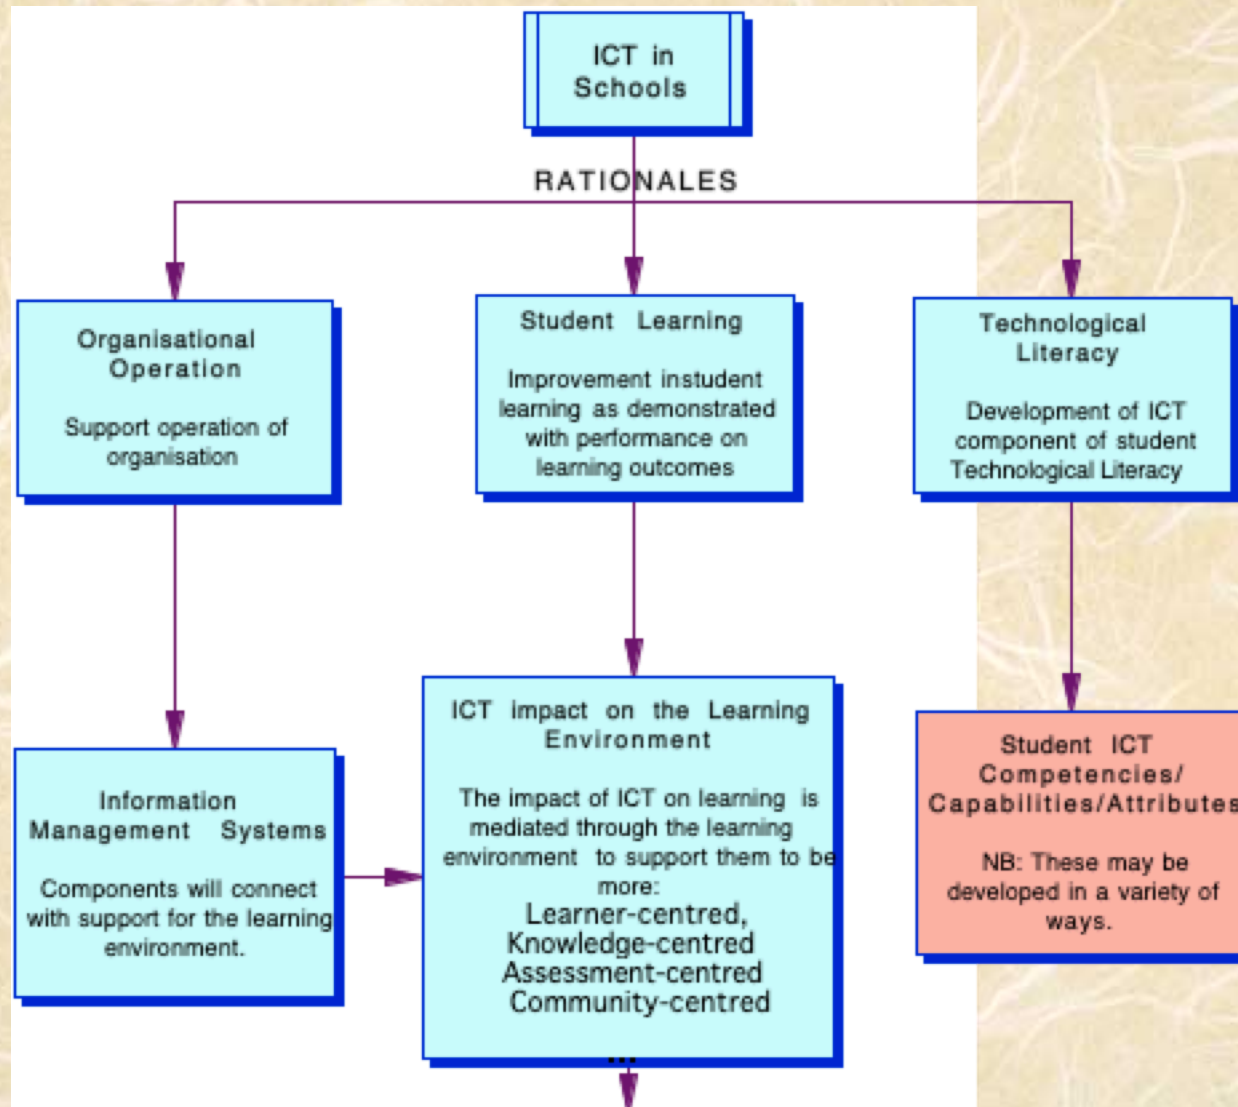 ICT in
Schools
RATIONALES
Organisational
Operation
Support operation of
organisation
Student Learning
Improvement instudent
learning as demonstrated
with performance on
learning outcomes
Technological
Literacy
Development of ICT
component of student
Technological Literacy
Information
Management Systems
Components will connect
with support for the learning
environment.
ICT impact on the Learning
Environment
The impact of ICT on learning is
mediated through the learning
environment to support them to be
more:
Learner-centred,
Knowledge-centred
Assessment-centred
Community-centred
...
Student ICT
Competencies/
Capabilities/Attributes
NB: These may be
developed in a variety of
ways.